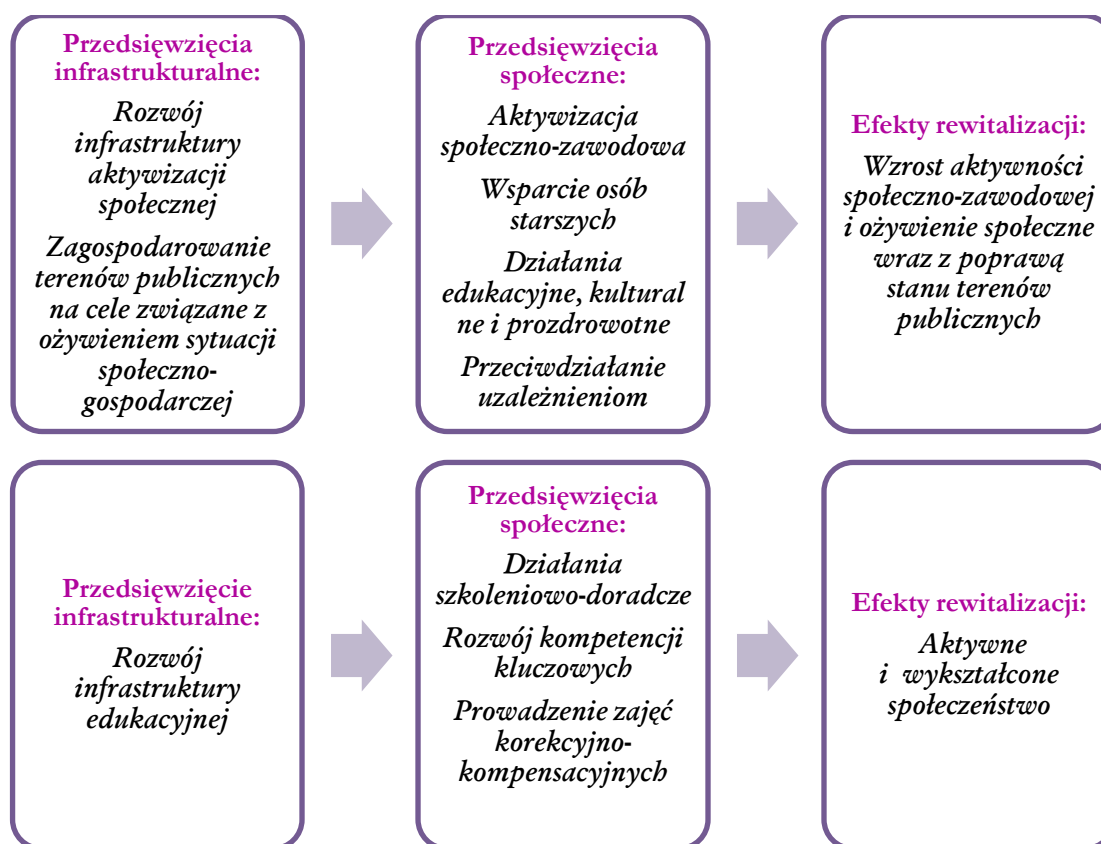 Przedsięwzięcia
infrastrukturalne:
Rozwój
infrastruktury
aktywizacji
społecznej
Zagospodarowanie
terenów publicznych
na cele związane z
ożywieniem sytuacji
społeczno-
gospodarczej
Przedsięwzięcia
społeczne:
Aktywizacja
społeczno-zawodowa
Wsparcie osób
starszych
Działania
edukacyjne, kultural
ne i prozdrowotne
Przeciwdziałanie
uzależnieniom
Efekty rewitalizacji:
Wzrost aktywności
społeczno-zawodowej
i ożywienie społeczne
wraz z poprawą
stanu terenów
publicznych
Przedsięwzięcie
infrastrukturalne:
Rozwój
infrastruktury
edukacyjnej
Przedsięwzięcia
społeczne:
Działania
szkoleniowo-doradcze
Rozwój kompetencji
kluczowych
Prowadzenie zajęć
korekcyjno-
kompensacyjnych
Efekty rewitalizacji:
Aktywne
i wykształcone
społeczeństwo